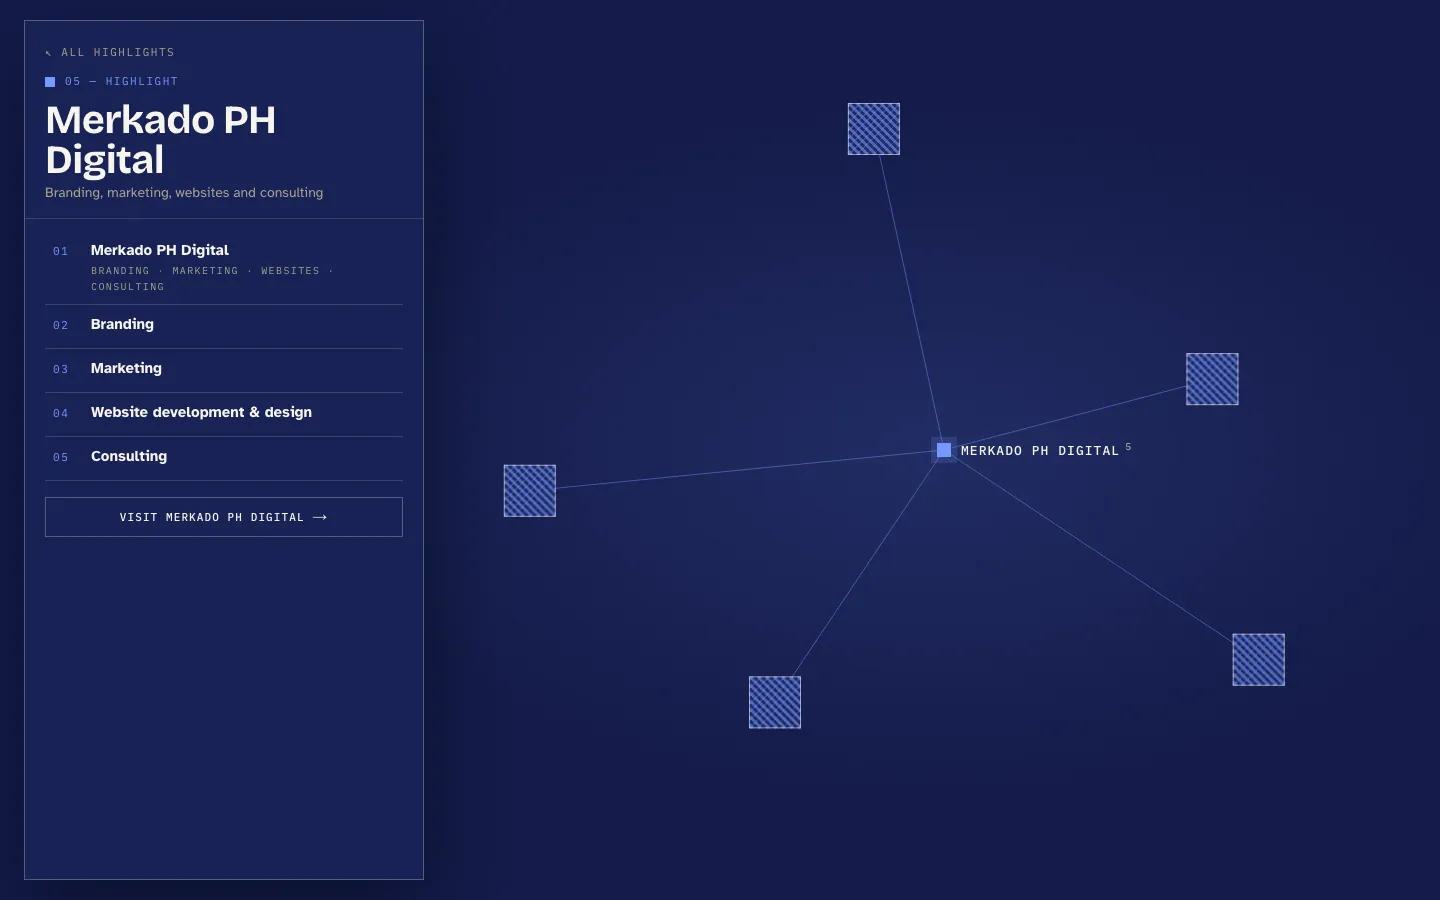 ↖ ALL HIGHLIGHTS
05 — HIGHLIGHT
Merkado PH
Digital
Branding, marketing, websites and consulting
01 Merkado PH Digital
BRANDING · MARKETING · WEBSITES ·
CONSULTING
02 Branding
03 Marketing
04 Website development & design
05 Consulting
VISIT MERKADO PH DIGITAL →
MERKADO PH DIGITAL 5